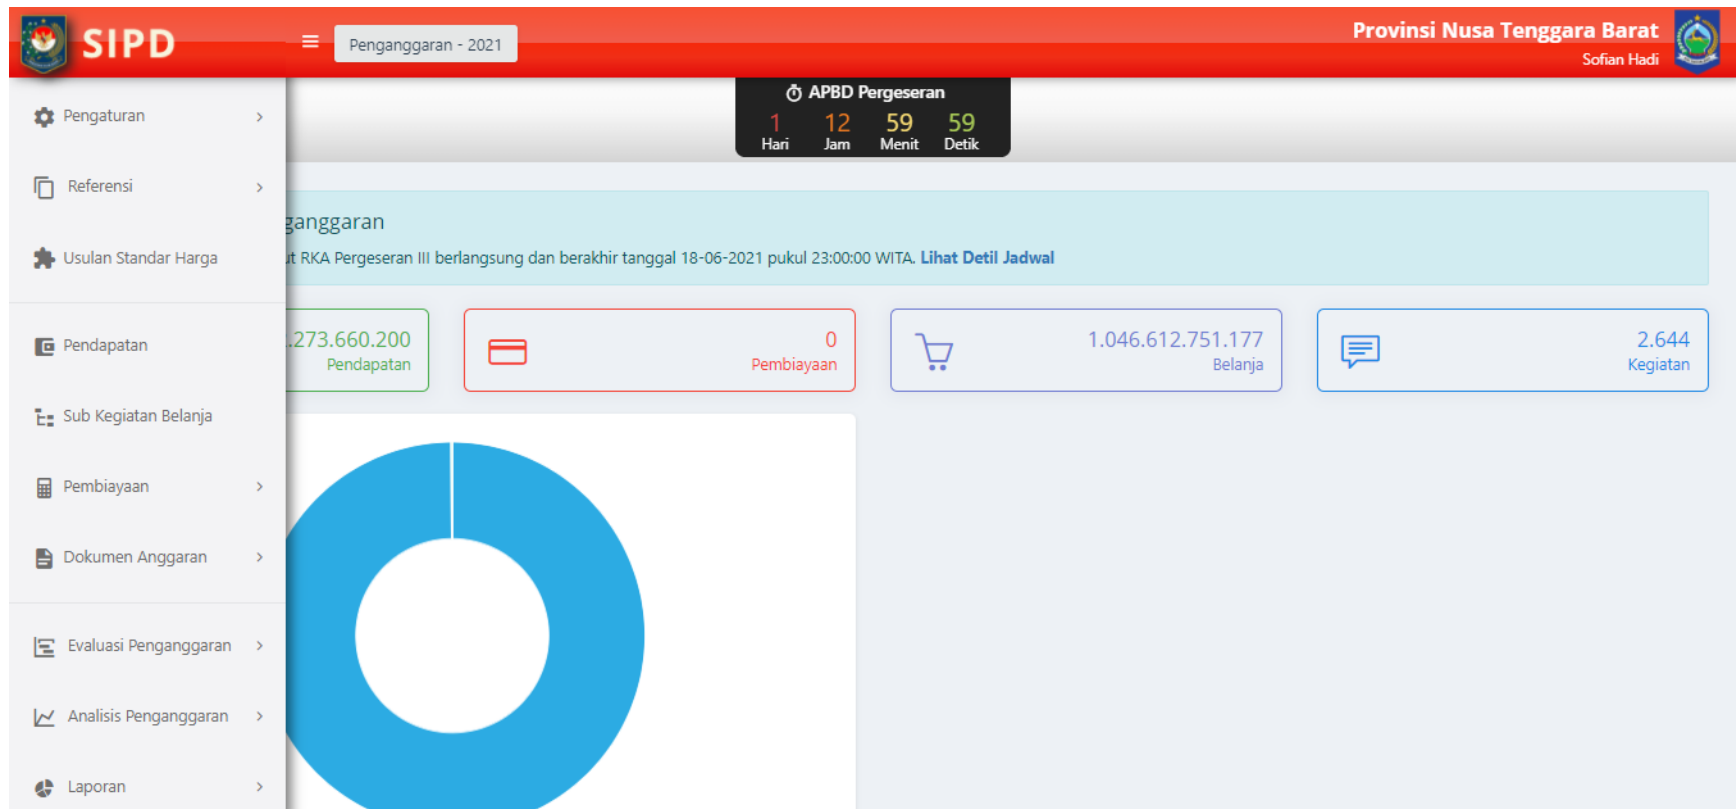 SIPD
Penganggaran - 2021
Provinsi Nusa Tenggara Barat
Sofian Hadi
APBD Pergeseran
1 12 59 59
Hari Jam Menit Detik
Pengaturan
Referensi
Usulan Standar Harga
Pendapatan
Sub Kegiatan Belanja
Pembiayaan
Dokumen Anggaran
Evaluasi Penganggaran
Analisis Penganggaran
Laporan
ganggaran
ut RKA Pergeseran III berlangsung dan berakhir tanggal 18-06-2021 pukul 23:00:00 WITA. Lihat Detil Jadwal
.273.660.200
Pendapatan
0
Pembiayaan
1.046.612.751.177
Belanja
2.644
Kegiatan